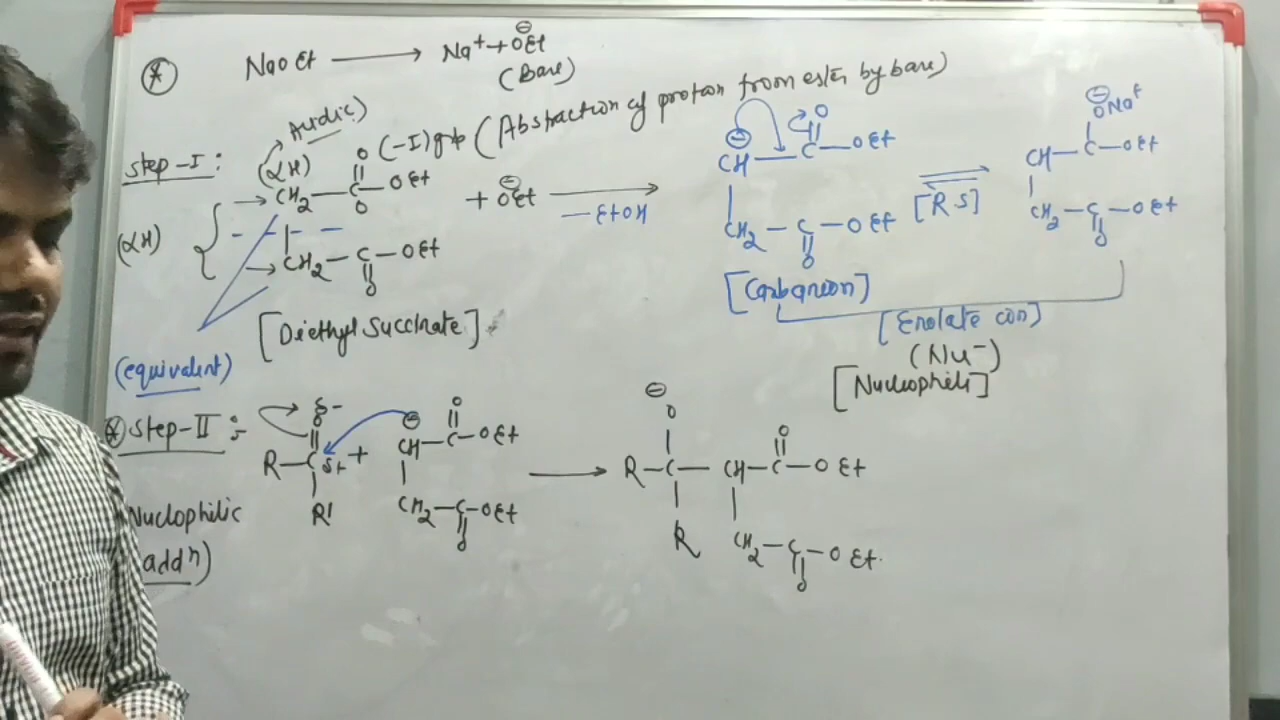 * NaOEt ⟶ Na⁺ + ⊖OEt
(Base)
(Abstraction of proton from ester by base)
Step-I :
Acidic)
(αH)
CH₂—C—OEt
O
O
(-I) grp
+ ⊖OEt
-EtOH
(αH)
CH₂—C—OEt
O
[Diethyl Succinate]
(equivalent)
⊖
CH—C—OEt
O
CH₂—C—OEt
O
[Carbanion]
[R.S]
⊖
ONa⁺
CH—C—OEt
CH₂—C—OEt
O
[Enolate ion]
(Nu⁻)
[Nucleophile]
* Step-II :-
Nuclophilic
addⁿ)
δ-
O
R—C δ+ +
R'
⊖
CH—C—OEt
O
CH₂—C—OEt
O
⟶
⊖
O
R—C—CH—C—OEt
O
R
CH₂—C—OEt.
O